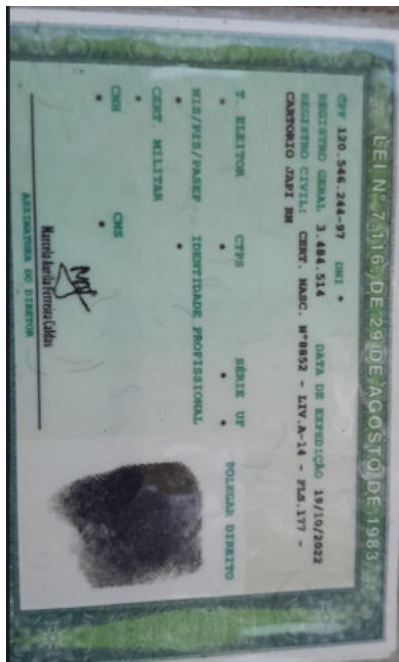 LEI Nº 7.116, DE 29 DE AGOSTO DE 1983
CPF 120.546.244-97 DNI *
REGISTRO GERAL 3.484.514 DATA DE EXPEDIÇÃO 19/10/2022
REGISTRO CIVIL: CERT. NASC. Nº8852 - LIV.A-14 - FLS.177 -
CARTORIO JAPI RN
T. ELEITOR CTPS SÉRIE UF
* * * *
NIS/PIS/PASEP IDENTIDADE PROFISSIONAL
* *
CERT. MILITAR
*
CNH CNS
* *
POLEGAR DIREITO
Marcela Aurila Ferreira Caldas
ASSINATURA DO DIRETOR